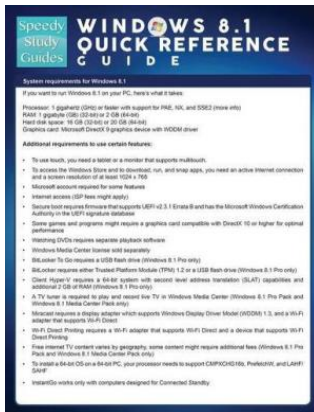 Speedy
Study
Guides
WINDOWS 8.1
QUICK REFERENCE
GUIDE
System requirements for Windows 8.1
If you want to run Windows 8.1 on your PC, here's what it takes:
Processor: 1 gigahertz (GHz) or faster with support for PAE, NX, and SSE2 (more info)
RAM: 1 gigabyte (GB) (32-bit) or 2 GB (64-bit)
Hard disk space: 16 GB (32-bit) or 20 GB (64-bit)
Graphics card: Microsoft DirectX 9 graphics device with WDDM driver
Additional requirements to use certain features:
• To use touch, you need a tablet or a monitor that supports multitouch.
• To access the Windows Store and to download, run, and snap apps, you need an active Internet connection
and a screen resolution of at least 1024 x 768
• Microsoft account required for some features
• Internet access (ISP fees might apply)
• Secure boot requires firmware that supports UEFI v2.3.1 Errata B and has the Microsoft Windows Certification
Authority in the UEFI signature database
• Some games and programs might require a graphics card compatible with DirectX 10 or higher for optimal
performance
• Watching DVDs requires separate playback software
• Windows Media Center license sold separately
• BitLocker To Go requires a USB flash drive (Windows 8.1 Pro only)
• BitLocker requires either Trusted Platform Module (TPM) 1.2 or a USB flash drive (Windows 8.1 Pro only)
• Client Hyper-V requires a 64-bit system with second level address translation (SLAT) capabilities and
additional 2 GB of RAM (Windows 8.1 Pro only)
• A TV tuner is required to play and record live TV in Windows Media Center (Windows 8.1 Pro Pack and
Windows 8.1 Media Center Pack only)
• Miracast requires a display adapter which supports Windows Display Driver Model (WDDM) 1.3, and a Wi-Fi
adapter that supports Wi-Fi Direct
• Wi-Fi Direct Printing requires a Wi-Fi adapter that supports Wi-Fi Direct and a device that supports Wi-Fi
Direct Printing
• Free internet TV content varies by geography, some content might require additional fees (Windows 8.1 Pro
Pack and Windows 8.1 Media Center Pack only)
• To install a 64-bit OS on a 64-bit PC, your processor needs to support CMPXCHG16b, PrefetchW, and LAHF/
SAHF
• InstantGo works only with computers designed for Connected Standby